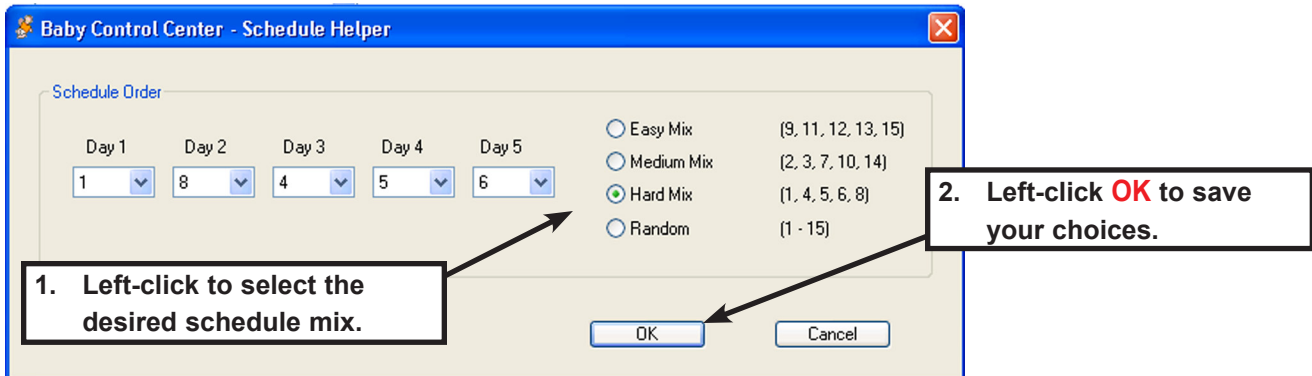 Baby Control Center - Schedule Helper
Schedule Order
Day 1 Day 2 Day 3 Day 4 Day 5
1 8 4 5 6
Easy Mix (9, 11, 12, 13, 15)
Medium Mix (2, 3, 7, 10, 14)
Hard Mix (1, 4, 5, 6, 8)
Random (1 - 15)
1. Left-click to select the
desired schedule mix.
2. Left-click OK to save
your choices.
OK Cancel